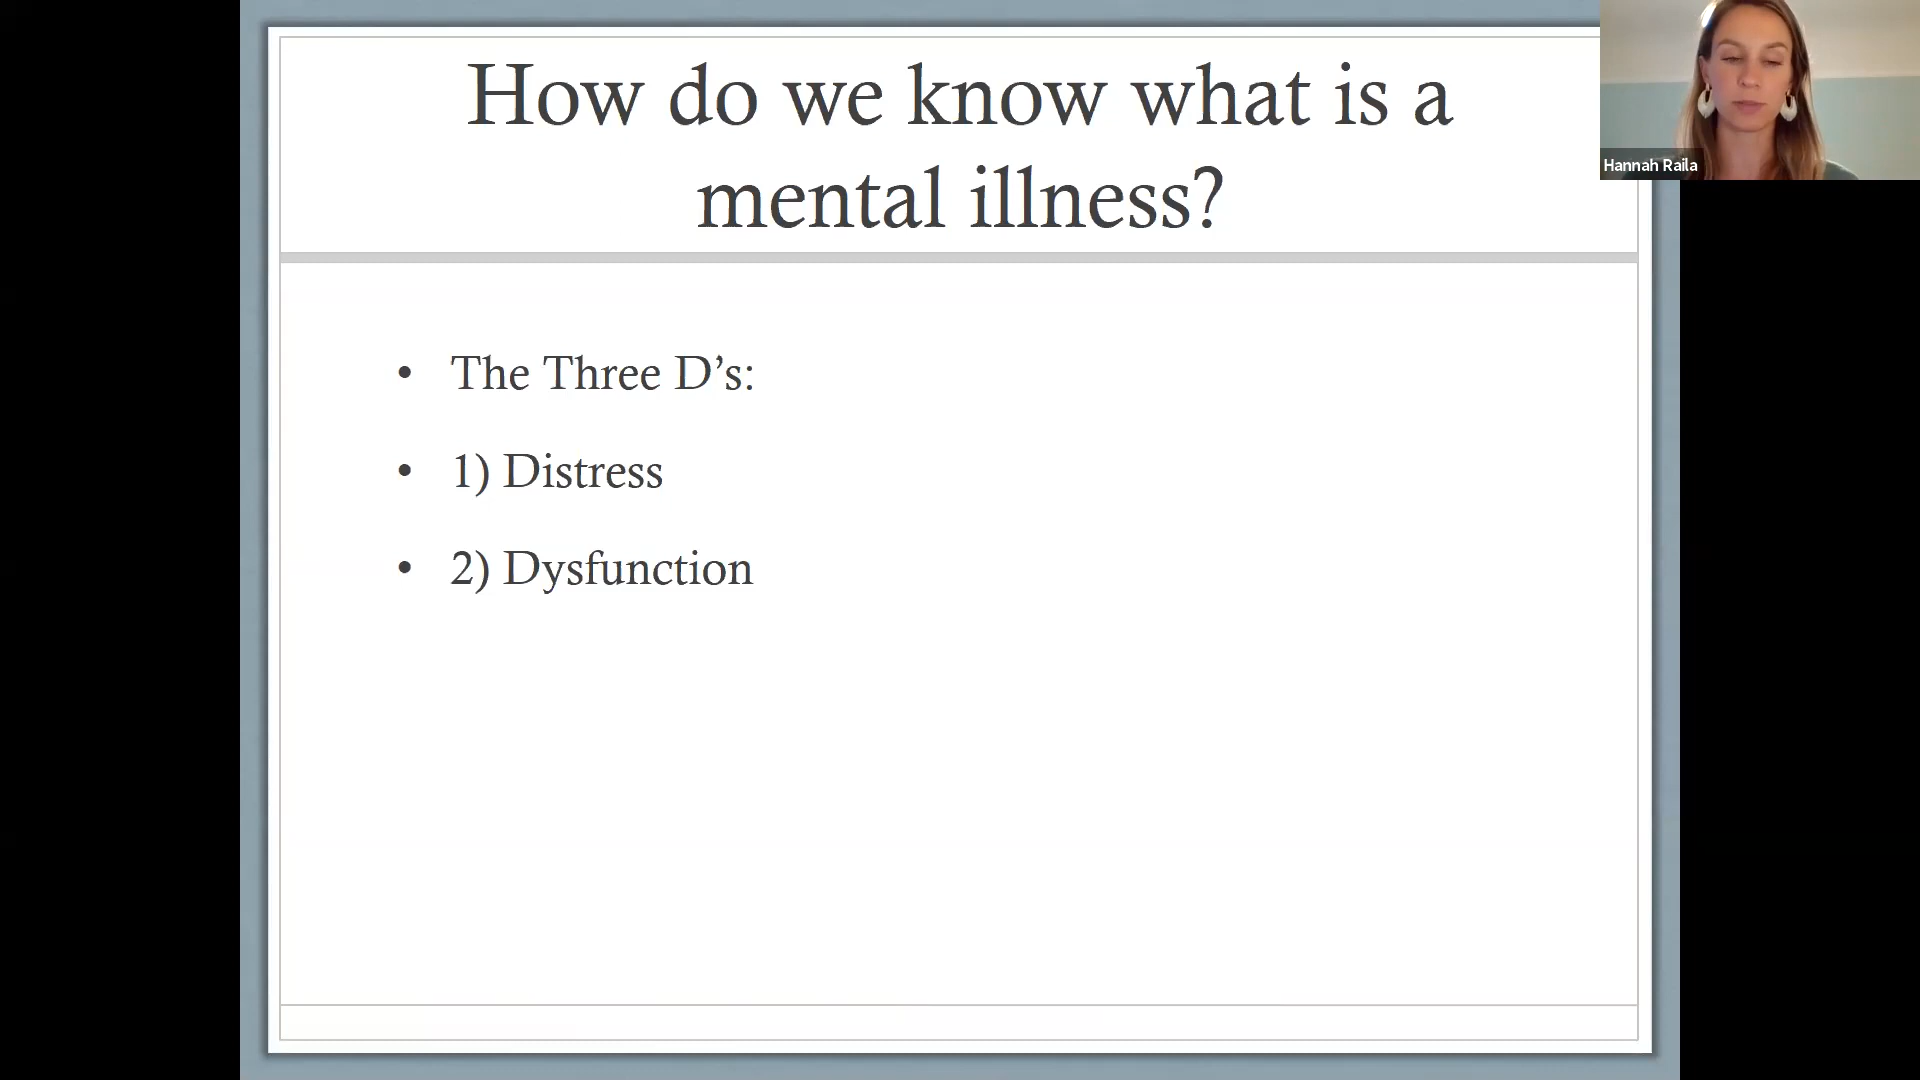 How do we know what is a
mental illness?
Hannah Raila
• The Three D’s:
• 1) Distress
• 2) Dysfunction